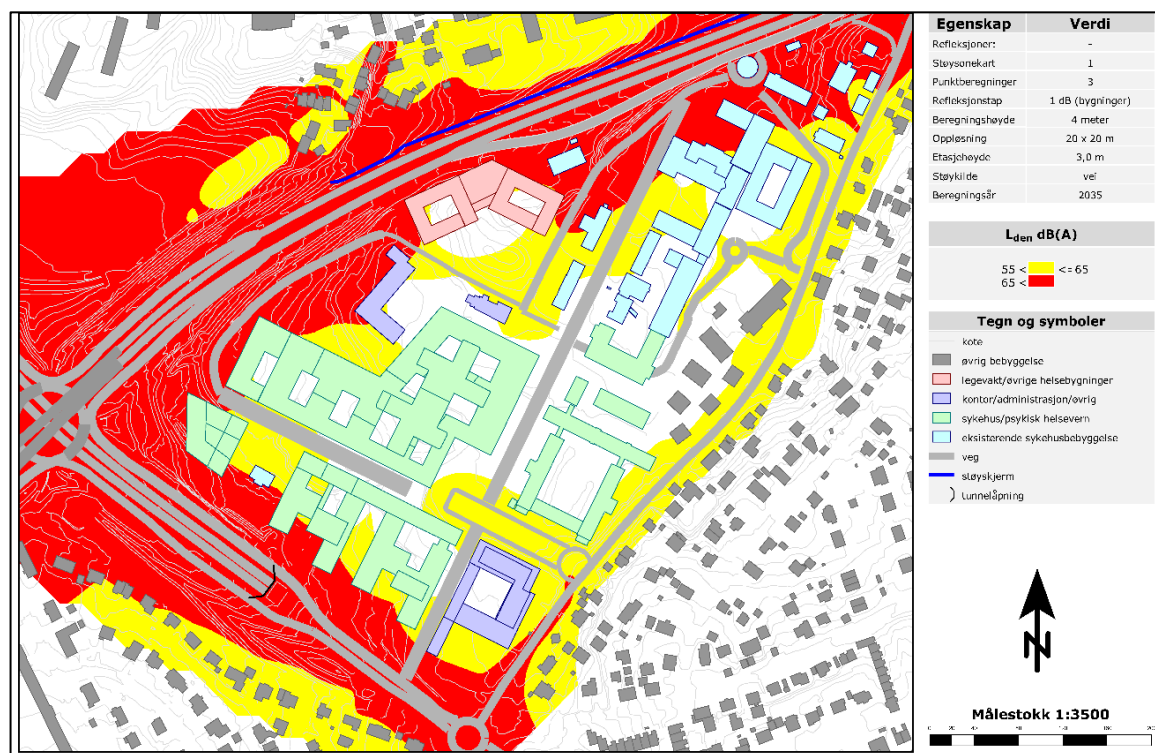 Egenskap Verdi
Refleksjoner: -
Støysonekart 1
Punktberegninger 3
Refleksjonstap 1 dB (bygninger)
Beregningshøyde 4 meter
Oppløsning 20 x 20 m
Etasjehøyde 3,0 m
Støykilde vei
Beregningsår 2035
Lden dB(A)
55 < <= 65
65 <
Tegn og symboler
kote
øvrig bebyggelse
legevakt/øvrige helsebygninger
kontor/administrasjon/øvrig
sykehus/psykisk helsevern
eksisterende sykehusbebyggelse
veg
støyskjerm
tunnelåpning
N
Målestokk 1:3500